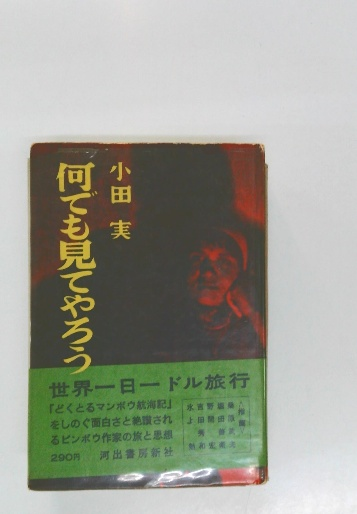 小田 実
何でも見てやろう
世界一日一ドル旅行
「どくとるマンボウ航海記」
をしのぐ面白さと絶讃され
るビンボウ作家の旅と思想
290円 河出書房新社